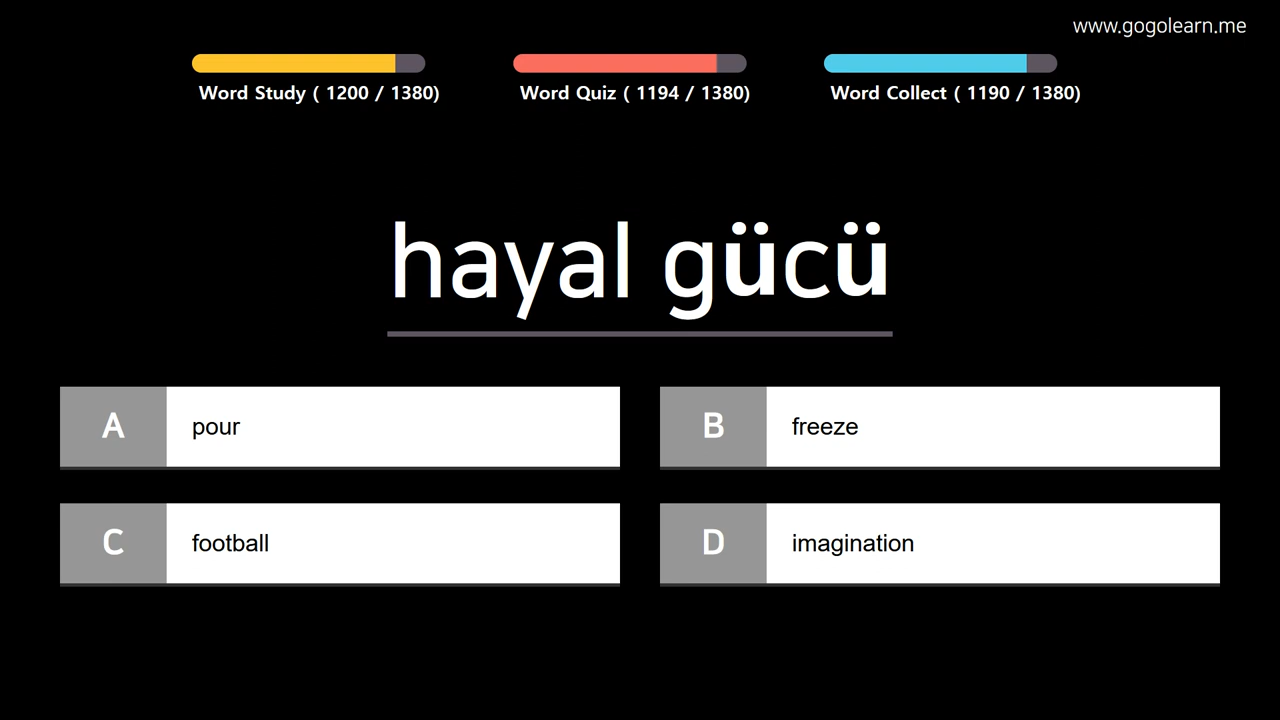 www.gogolearn.me
Word Study ( 1200 / 1380)
Word Quiz ( 1194 / 1380)
Word Collect ( 1190 / 1380)
hayal gücü
A pour
B freeze
C football
D imagination